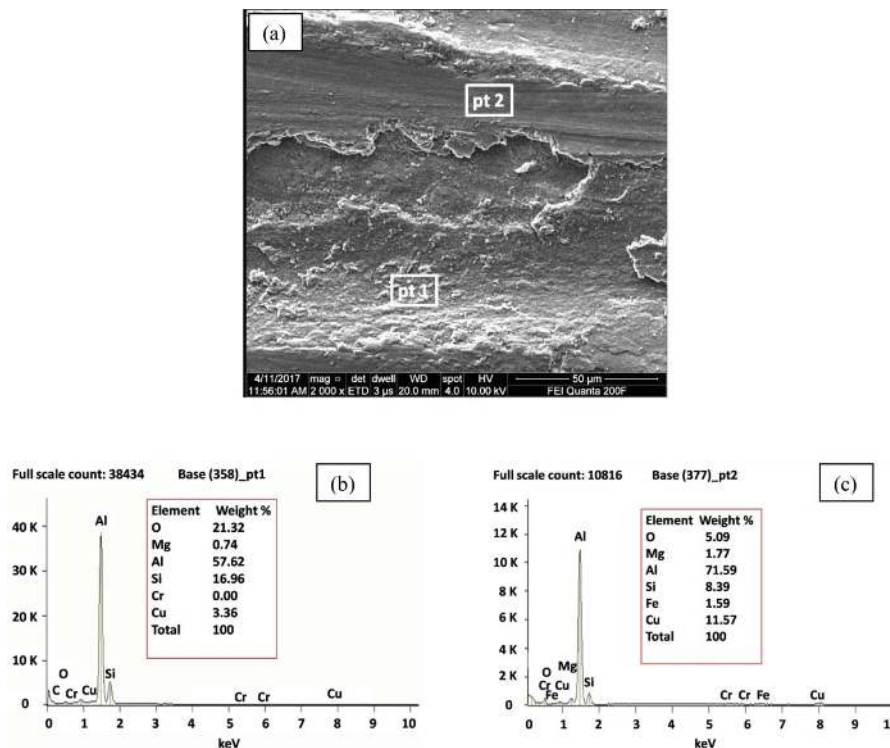 (a)
pt 2
pt 1
4/11/2017 mag □ det dwell WD spot HV 50 µm
11:56:01 AM 2 000 x ETD 3 µs 20.0 mm 4.0 10.00 kV FEI Quanta 200F
Full scale count: 38434 Base (358)_pt1 (b)
Element Weight %
O 21.32
Mg 0.74
Al 57.62
Si 16.96
Cr 0.00
Cu 3.36
Total 100
40 K
30 K
20 K
10 K
0
Al
O
C Cr Cu Si Cr Cr Cu
0 1 2 3 4 5 6 7 8 9 10
keV
Full scale count: 10816 Base (377)_pt2 (c)
Element Weight %
O 5.09
Mg 1.77
Al 71.59
Si 8.39
Fe 1.59
Cu 11.57
Total 100
14 K
12 K
10 K
8 K
6 K
4 K
2 K
0
Al
O Mg
Cr Cu Si
Fe
Cr Cr Fe Cu
0 1 2 3 4 5 6 7 8 9 10
keV